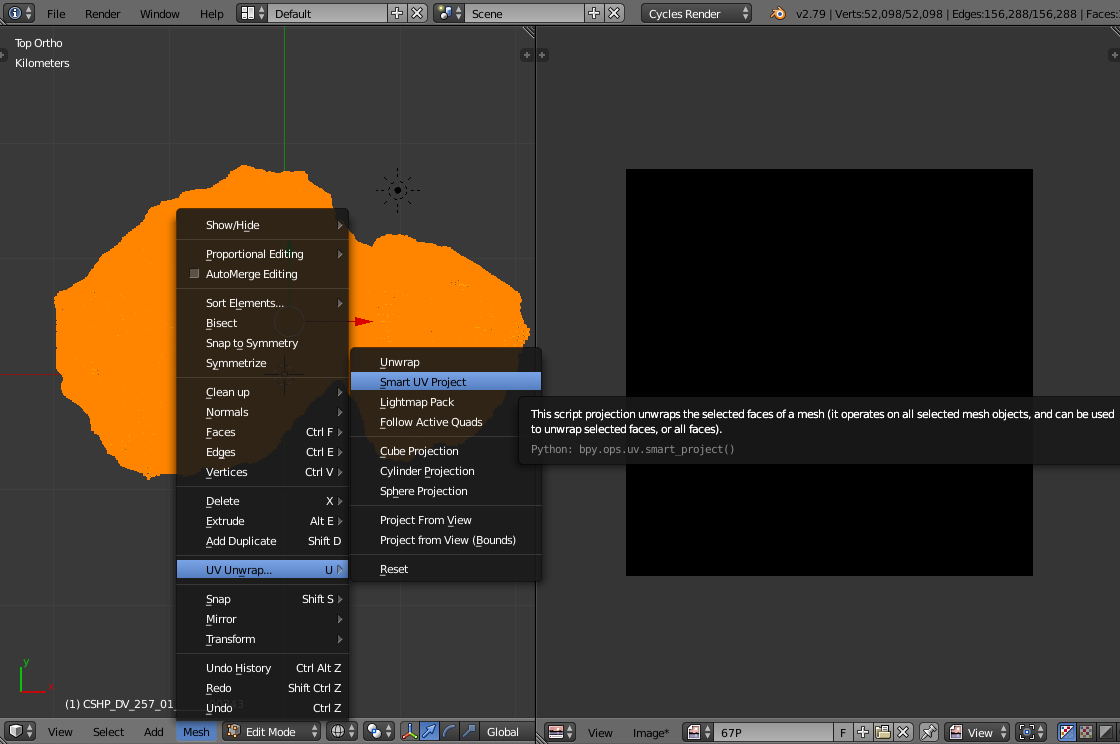 File Render Window Help Default Scene Cycles Render v2.79 | Verts:52,098/52,098 | Edges:156,288/156,288 | Faces:
Top Ortho
Kilometers
Show/Hide
Proportional Editing
AutoMerge Editing
Sort Elements...
Bisect
Snap to Symmetry
Symmetrize
Clean up
Normals
Faces Ctrl F
Edges Ctrl E
Vertices Ctrl V
Delete X
Extrude Alt E
Add Duplicate Shift D
UV Unwrap... U
Snap Shift S
Mirror
Transform
Undo History Ctrl Alt Z
Redo Shift Ctrl Z
Undo Ctrl Z
Unwrap
Smart UV Project
Lightmap Pack
Follow Active Quads
Cube Projection
Cylinder Projection
Sphere Projection
Project From View
Project from View (Bounds)
Reset
This script projection unwraps the selected faces of a mesh (it operates on all selected mesh objects, and can be used
to unwrap selected faces, or all faces).
Python: bpy.ops.uv.smart_project()
y
(1) CSHP_DV_257_01_
View Select Add Mesh Edit Mode Global View Image* 67P F View